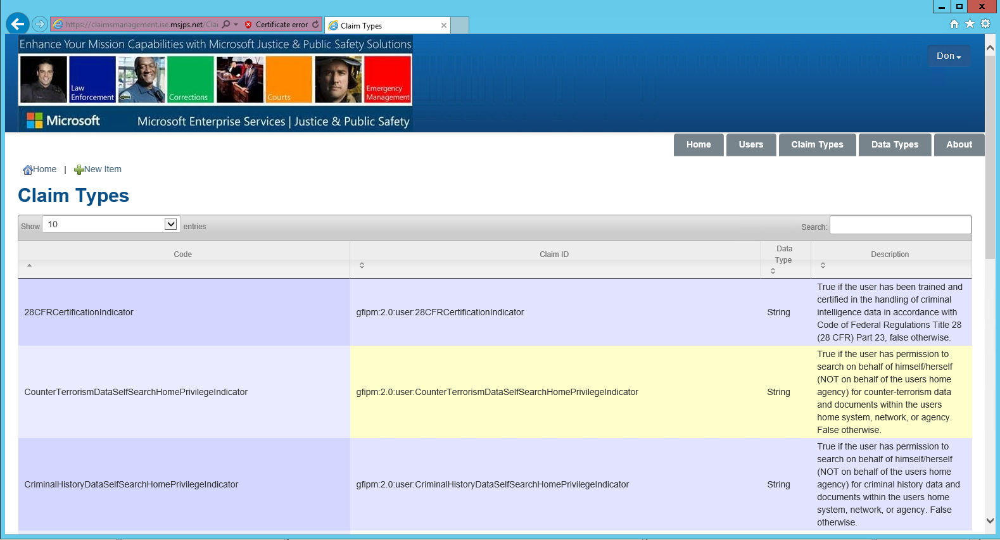 https://claimsmanagement.ise.msjps.net/Clai
Certificate error
Claim Types
Enhance Your Mission Capabilities with Microsoft Justice & Public Safety Solutions
Don
Law
Enforcement
Corrections
Courts
Emergency
Management
Microsoft
Microsoft Enterprise Services | Justice & Public Safety
Home
Users
Claim Types
Data Types
About
Home | New Item
Claim Types
Show 10 entries
Search:
Code
Claim ID
Data
Type
Description
28CFRCertificationIndicator
gfipm:2.0:user:28CFRCertificationIndicator
String
True if the user has been trained and
certified in the handling of criminal
intelligence data in accordance with
Code of Federal Regulations Title 28
(28 CFR) Part 23, false otherwise.
CounterTerrorismDataSelfSearchHomePrivilegeIndicator
gfipm:2.0:user:CounterTerrorismDataSelfSearchHomePrivilegeIndicator
String
True if the user has permission to
search on behalf of himself/herself
(NOT on behalf of the users home
agency) for counter-terrorism data
and documents within the users
home system, network, or agency.
False otherwise.
CriminalHistoryDataSelfSearchHomePrivilegeIndicator
gfipm:2.0:user:CriminalHistoryDataSelfSearchHomePrivilegeIndicator
String
True if the user has permission to
search on behalf of himself/herself
(NOT on behalf of the users home
agency) for criminal history data and
documents within the users home
system, network, or agency. False
otherwise.